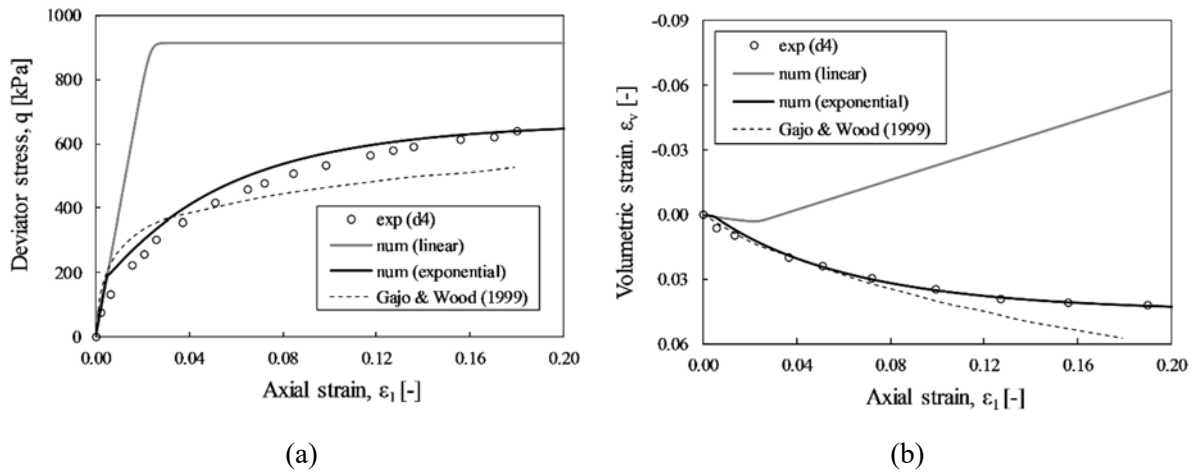 1000
800
600
400
200
0
Deviator stress, q [kPa]
exp (d4)
num (linear)
num (exponential)
Gajo & Wood (1999)
0.00 0.04 0.08 0.12 0.16 0.20
Axial strain, ε1 [-]
(a)
-0.09
-0.06
-0.03
0.00
0.03
0.06
Volumetric strain. εv [-]
exp (d4)
num (linear)
num (exponential)
Gajo & Wood (1999)
0.00 0.04 0.08 0.12 0.16 0.20
Axial strain, ε1 [-]
(b)